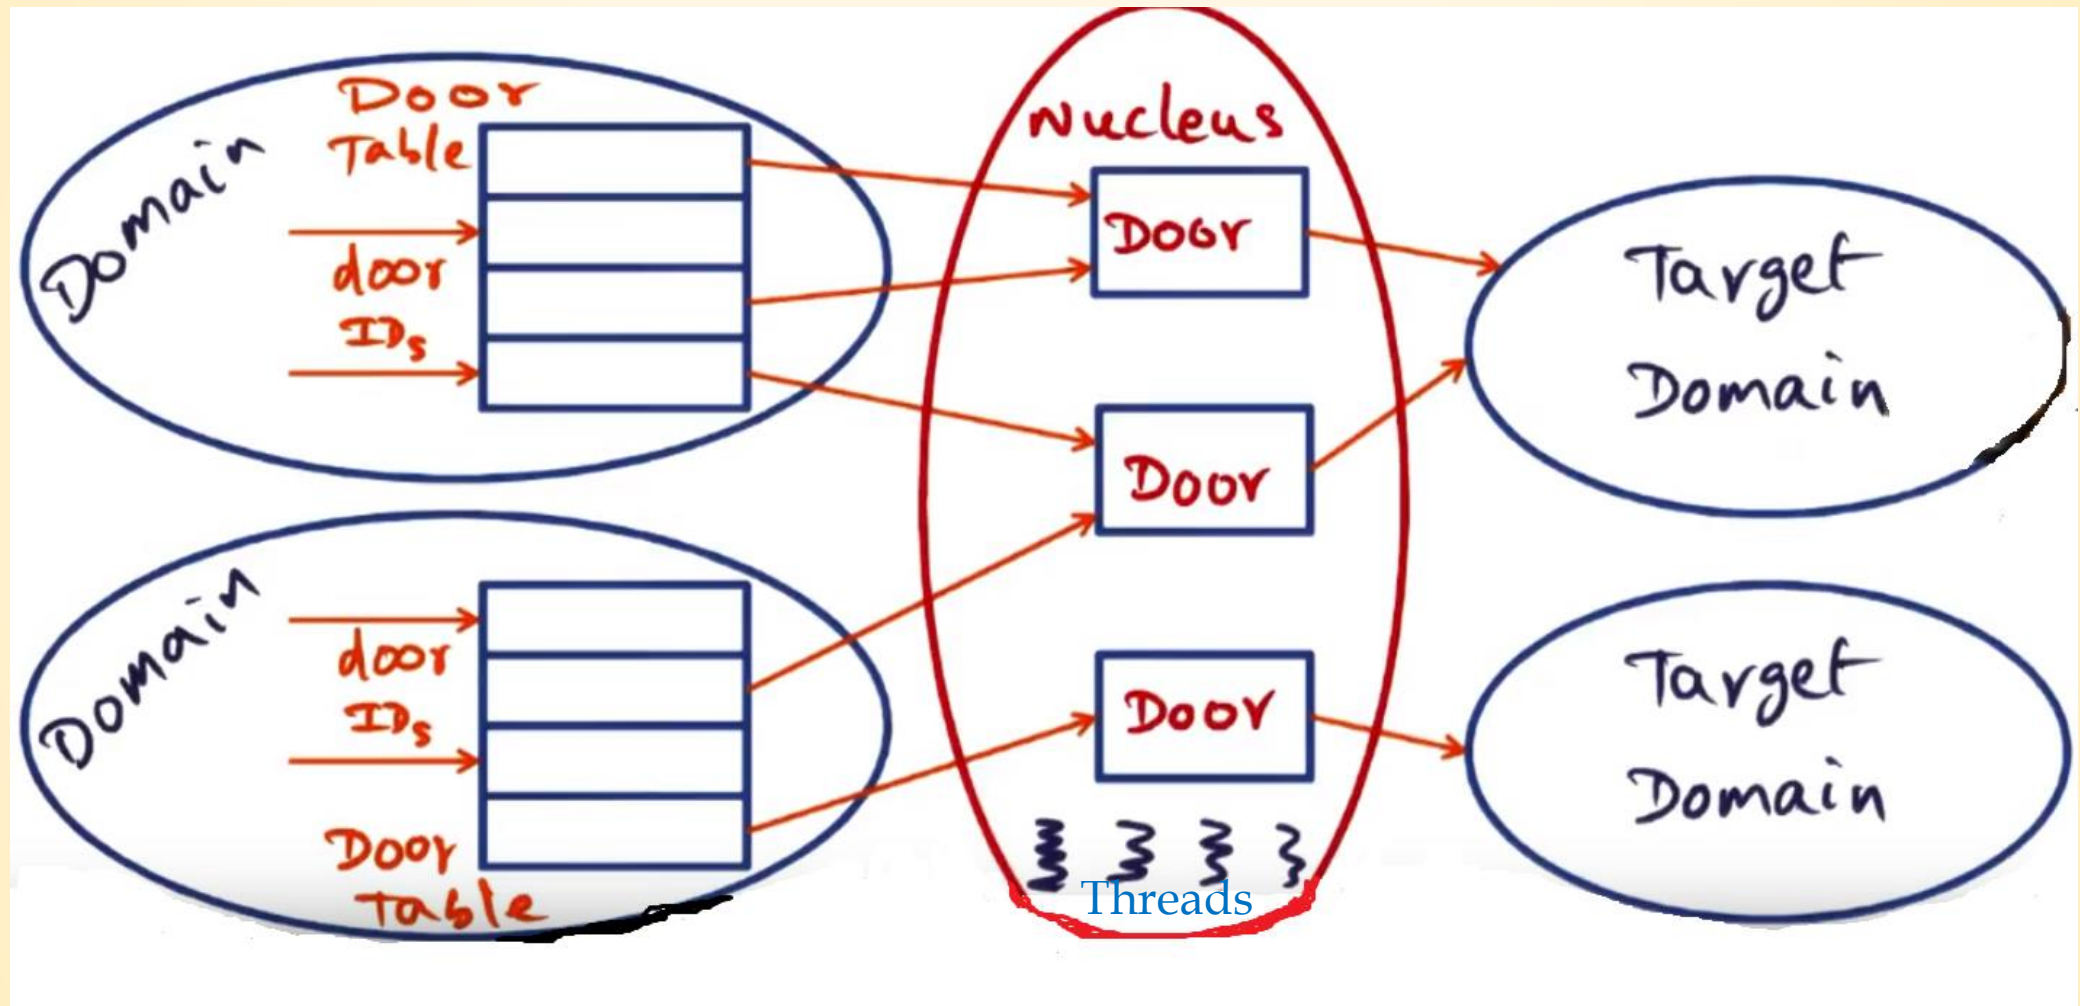 Door
Table
Domain
door
IDs
Domain
door
IDs
Door
Table
Nucleus
Door
Door
Door
Threads
Target
Domain
Target
Domain